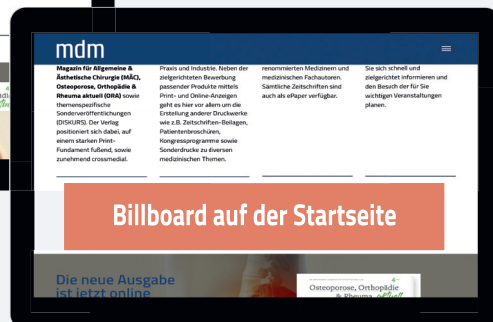 mdm
Magazin für Allgemeine &
Ästhetische Chirurgie (MÄC),
Osteoporose, Orthopädie &
Rheuma aktuell (ORA) sowie
themenspezifische
Sonderveröffentlichungen
(DISKURS). Der Verlag
positioniert sich dabei, auf
einem starken Print-
Fundament fußend, sowie
zunehmend crossmedial.
Praxis und Industrie. Neben der
zielgerichteten Bewerbung
passender Produkte mittels
Print- und Online-Anzeigen
geht es hier vor allem um die
Erstellung anderer Druckwerke
wie z.B. Zeitschriften-Beilagen,
Patientenbroschüren,
Kongressprogramme sowie
Sonderdrucke zu diversen
medizinischen Themen.
renommierten Medizinern und
medizinischen Fachautoren.
Sämtliche Zeitschriften sind
auch als ePaper verfügbar.
Sie sich schnell und
zielgerichtet informieren und
den Besuch der für Sie
wichtigen Veranstaltungen
planen.
Billboard auf der Startseite
Die neue Ausgabe
ist jetzt online
Osteoporose, Orthopädie
& Rheuma aktuell